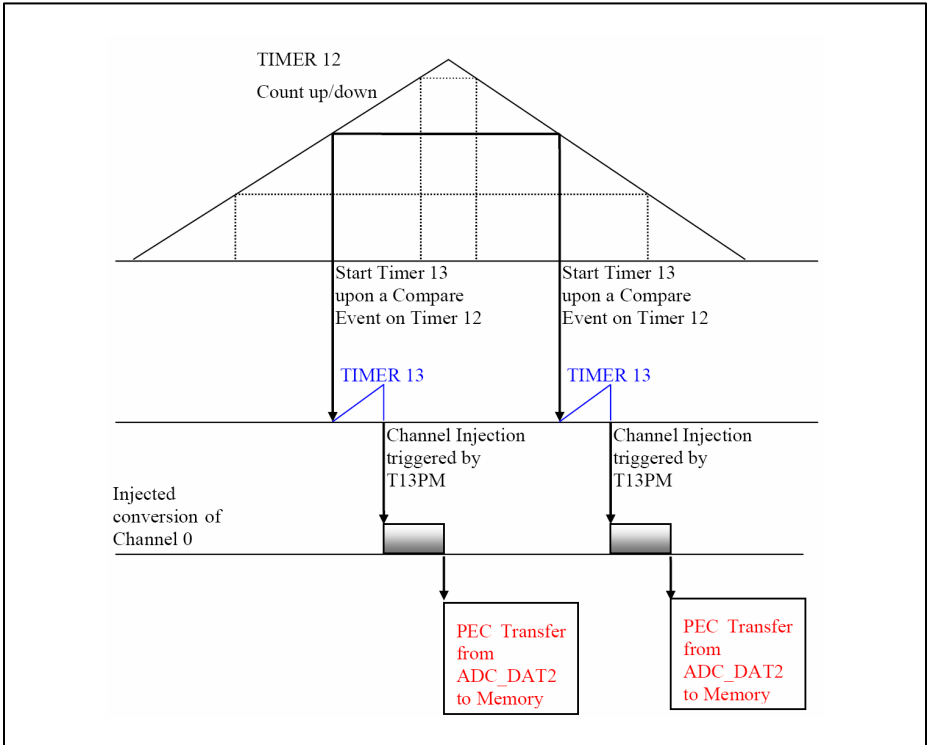 TIMER 12
Count up/down
Start Timer 13
upon a Compare
Event on Timer 12
Start Timer 13
upon a Compare
Event on Timer 12
TIMER 13
TIMER 13
Channel Injection
triggered by
T13PM
Channel Injection
triggered by
T13PM
Injected
conversion of
Channel 0
PEC Transfer
from
ADC_DAT2
to Memory
PEC Transfer
from
ADC_DAT2
to Memory